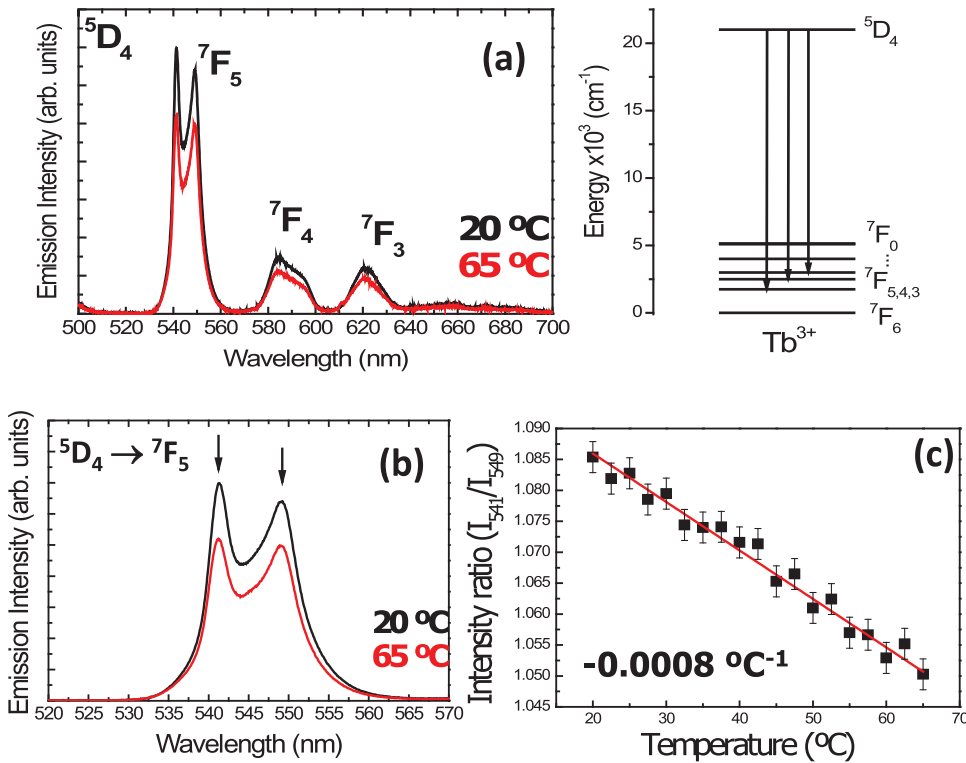 ⁵D₄
⁷F₅
(a)
⁷F₄
⁷F₃
20 ºC
65 ºC
Emission Intensity (arb. units)
500 520 540 560 580 600 620 640 660 680 700
Wavelength (nm)
Energy x10³ (cm⁻¹)
20
15
10
5
0
⁵D₄
⁷F₀
⋮
⁷F₅,₄,₃
⁷F₆
Tb³⁺
⁵D₄ → ⁷F₅
(b)
20 ºC
65 ºC
Emission Intensity (arb. units)
520 525 530 535 540 545 550 555 560 565 570
Wavelength (nm)
(c)
Intensity ratio (I₅₄₁/I₅₄₉)
1.090
1.085
1.080
1.075
1.070
1.065
1.060
1.055
1.050
1.045
-0.0008 ºC⁻¹
20 30 40 50 60 70
Temperature (ºC)